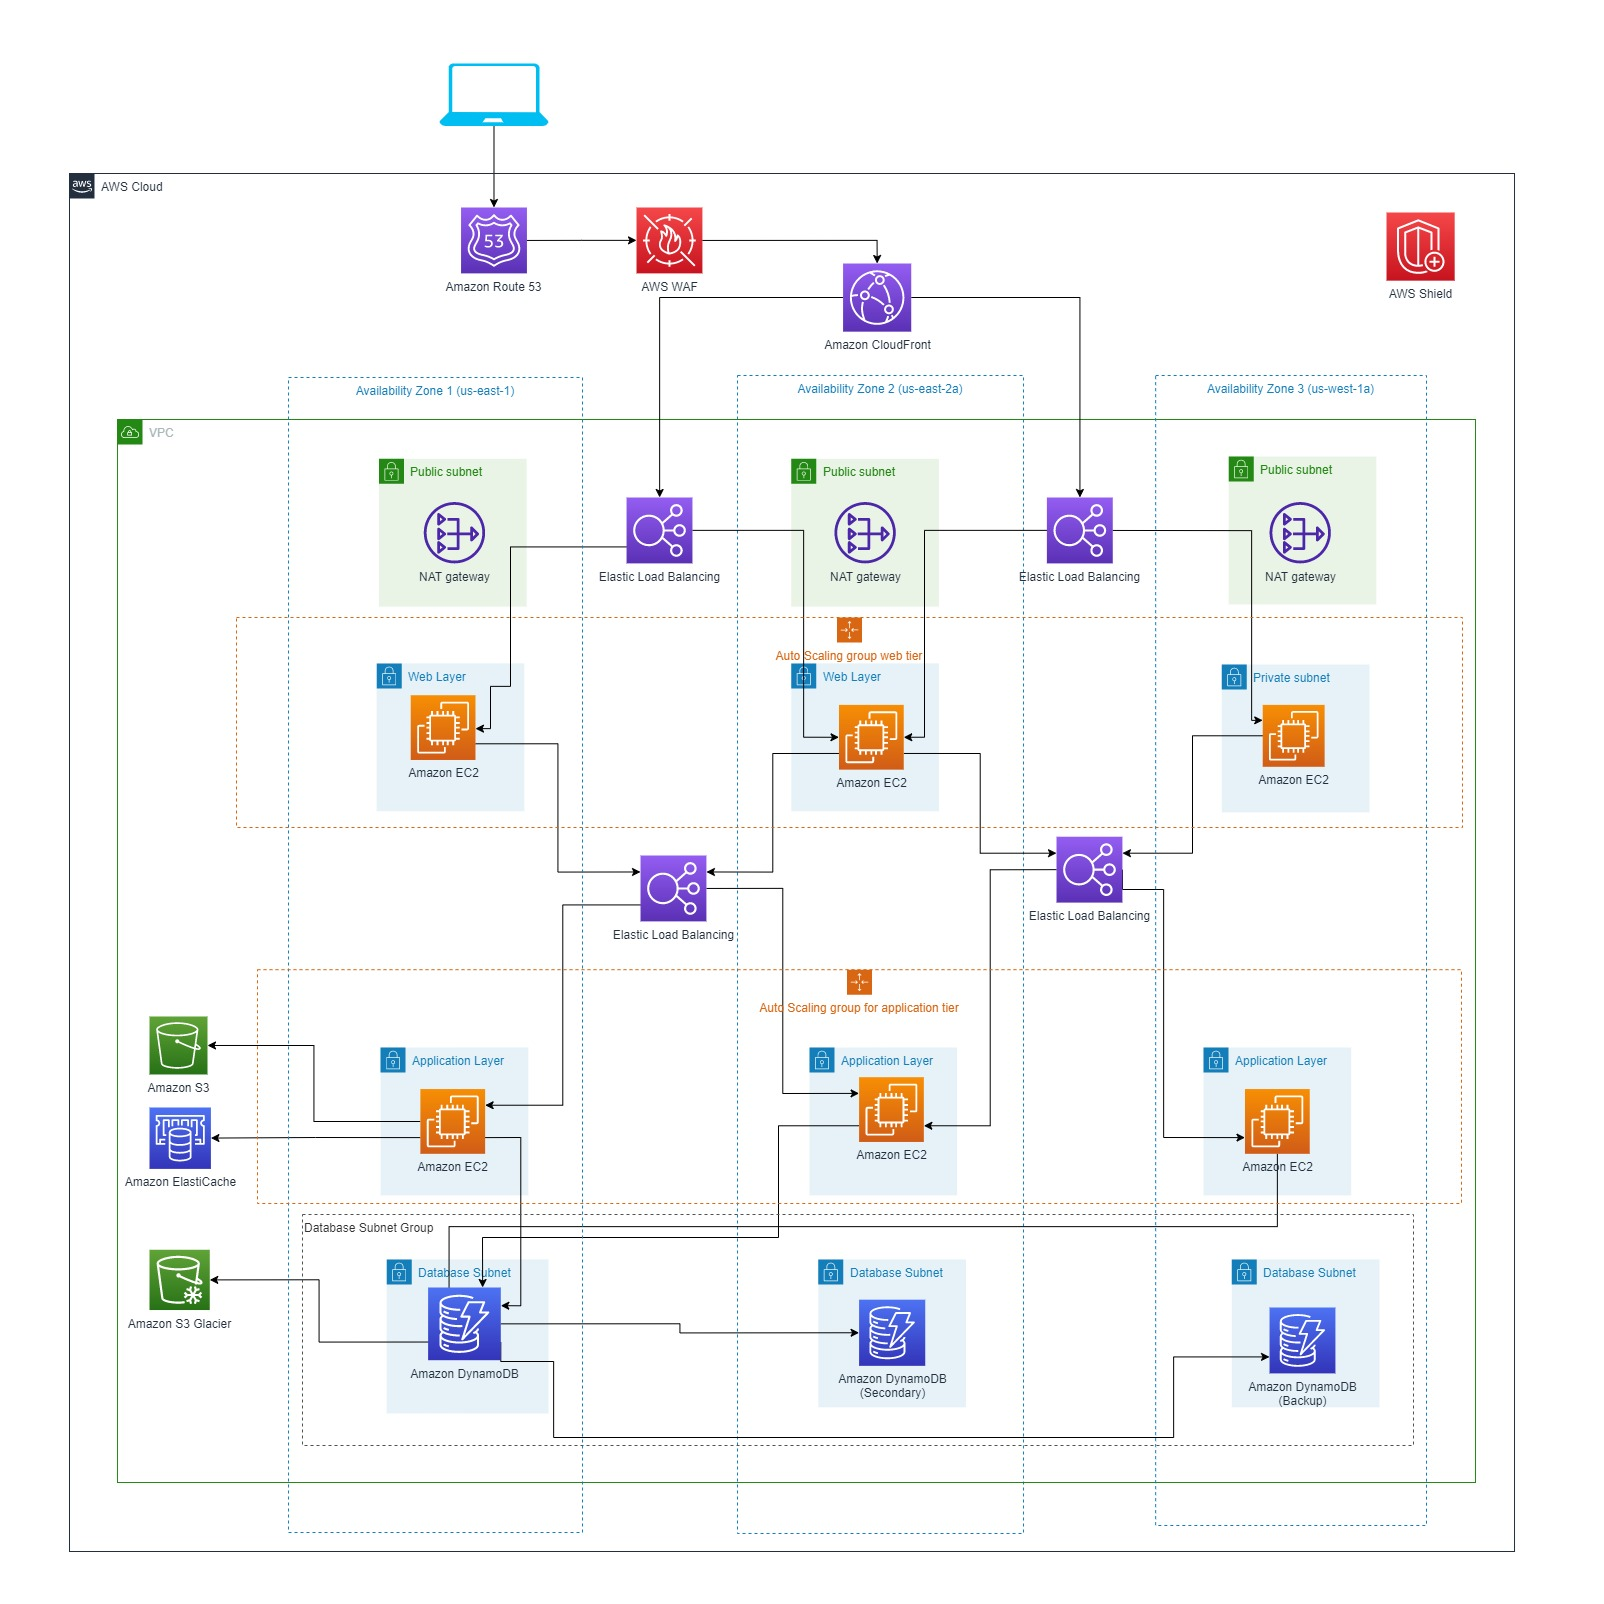 aws
AWS Cloud
53
Amazon Route 53
AWS WAF
AWS Shield
Amazon CloudFront
Availability Zone 1 (us-east-1)
Availability Zone 2 (us-east-2a)
Availability Zone 3 (us-west-1a)
VPC
Public subnet
Public subnet
Public subnet
NAT gateway
Elastic Load Balancing
NAT gateway
Elastic Load Balancing
NAT gateway
Auto Scaling group web tier
Web Layer
Web Layer
Private subnet
Amazon EC2
Amazon EC2
Amazon EC2
Elastic Load Balancing
Elastic Load Balancing
Auto Scaling group for application tier
Application Layer
Application Layer
Application Layer
Amazon S3
Amazon EC2
Amazon EC2
Amazon EC2
Amazon ElastiCache
Database Subnet Group
Database Subnet
Database Subnet
Database Subnet
Amazon S3 Glacier
Amazon DynamoDB
Amazon DynamoDB
(Secondary)
Amazon DynamoDB
(Backup)